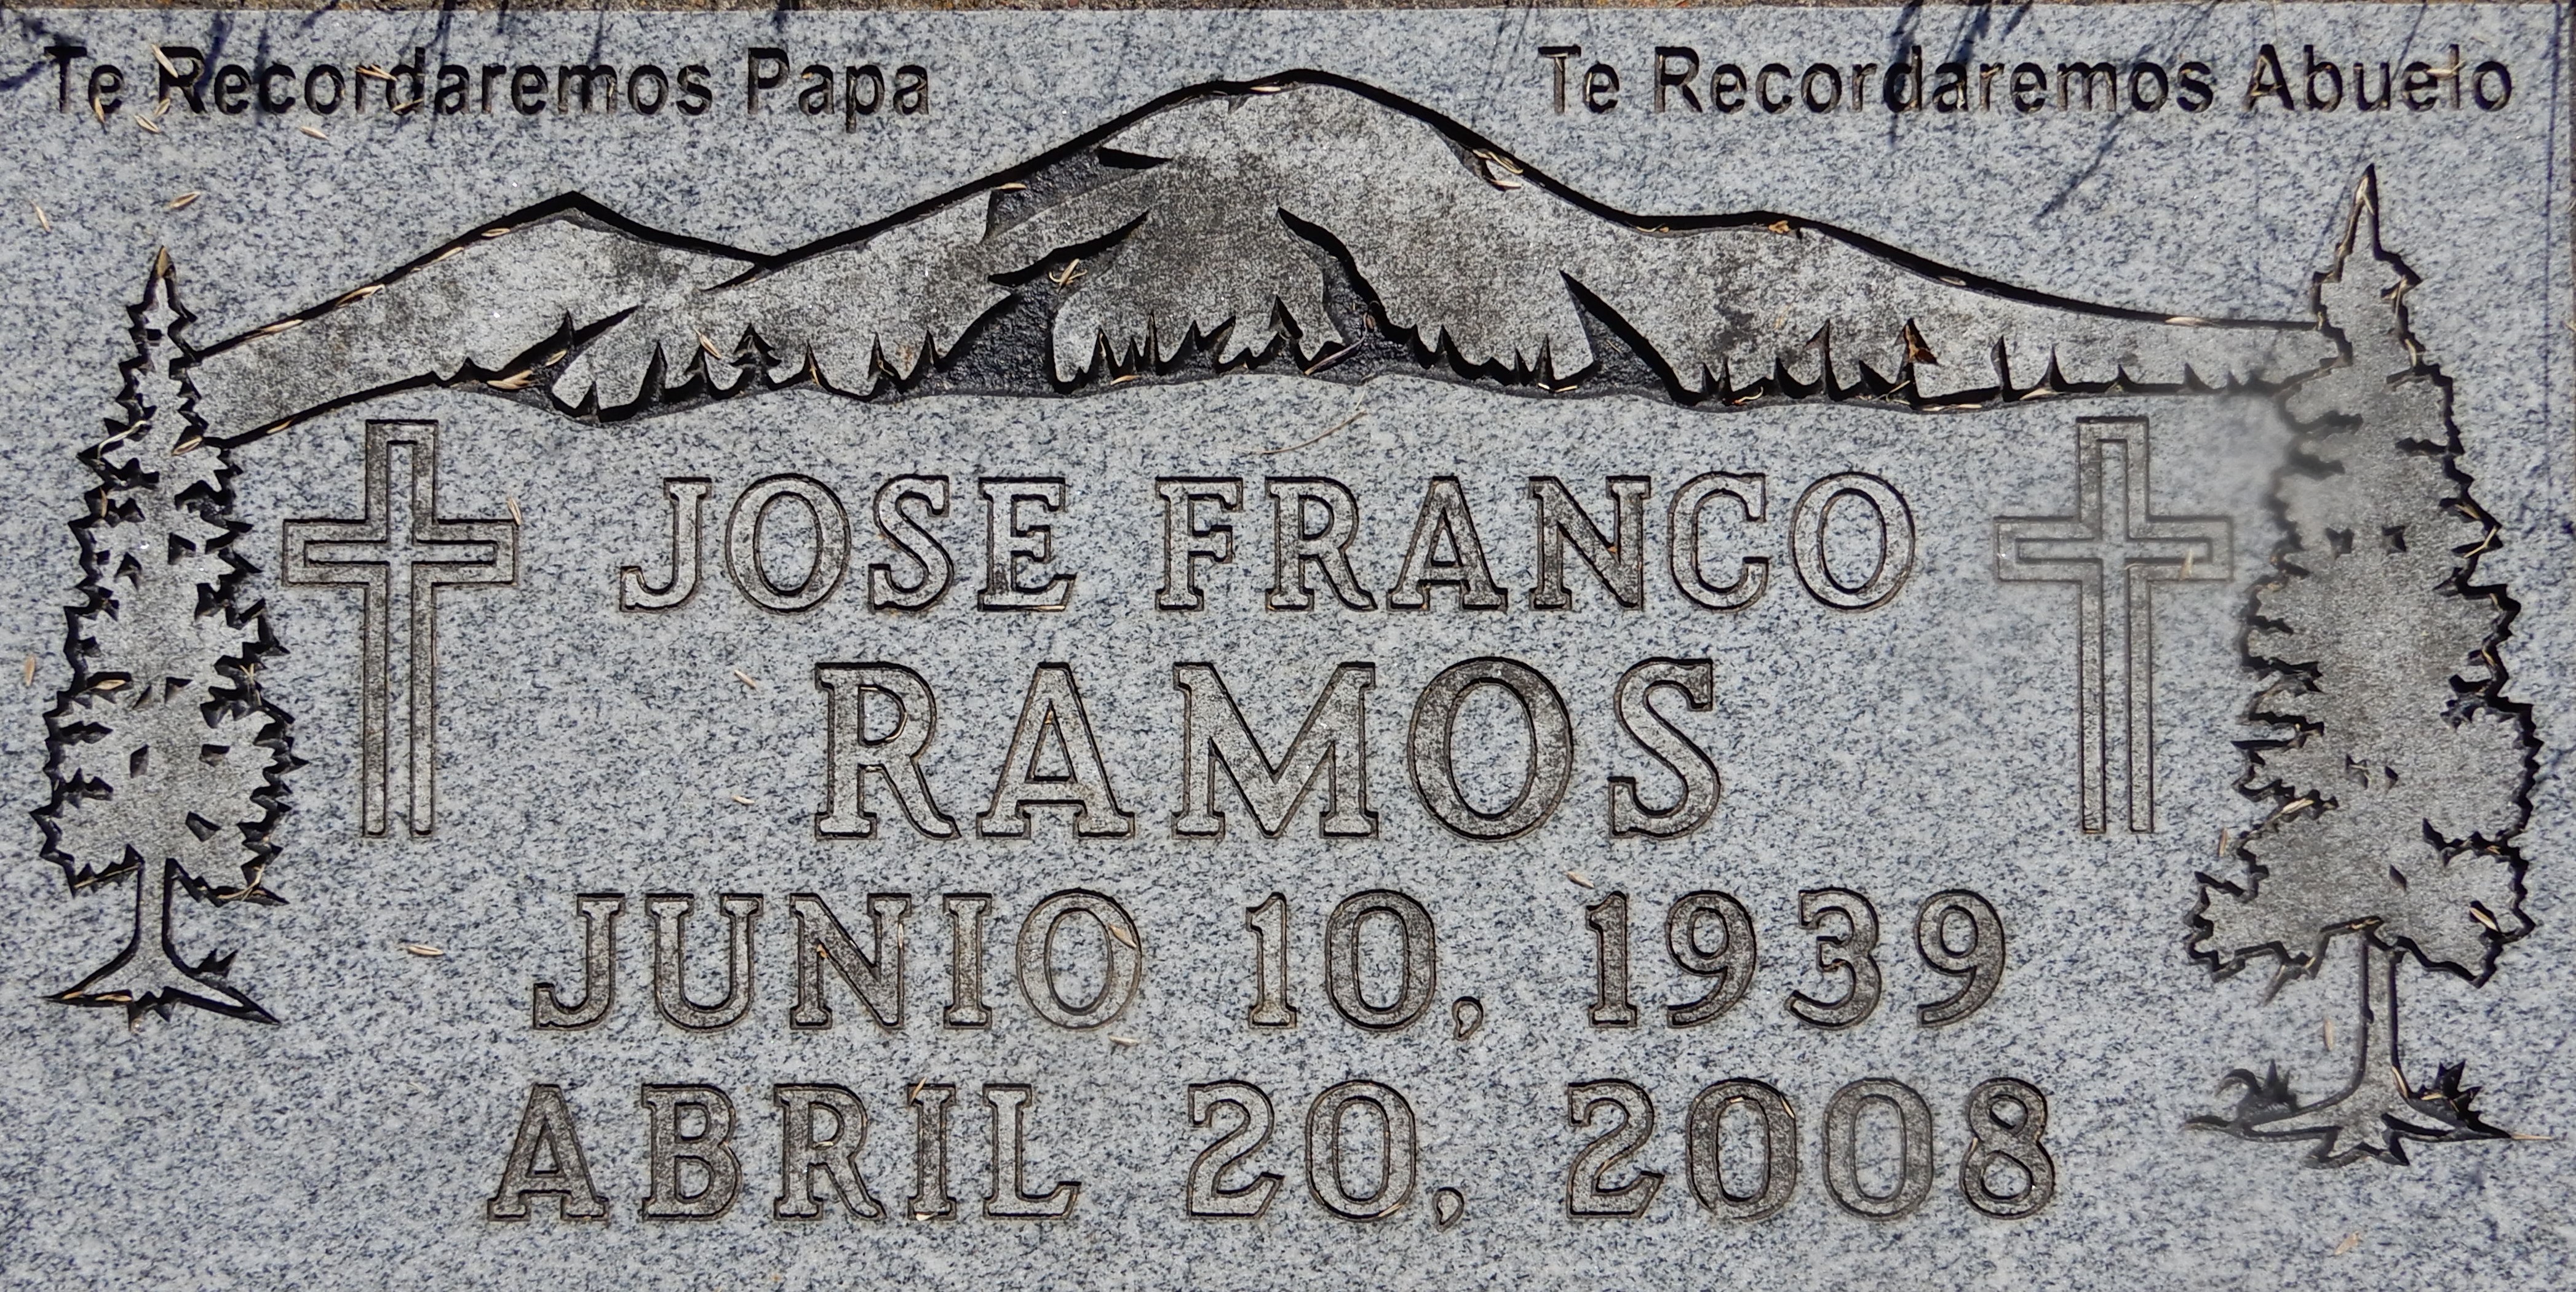 Te Recordaremos Papa
Te Recordaremos Abuelo
JOSE FRANCO
RAMOS
JUNIO 10, 1939
ABRIL 20, 2008